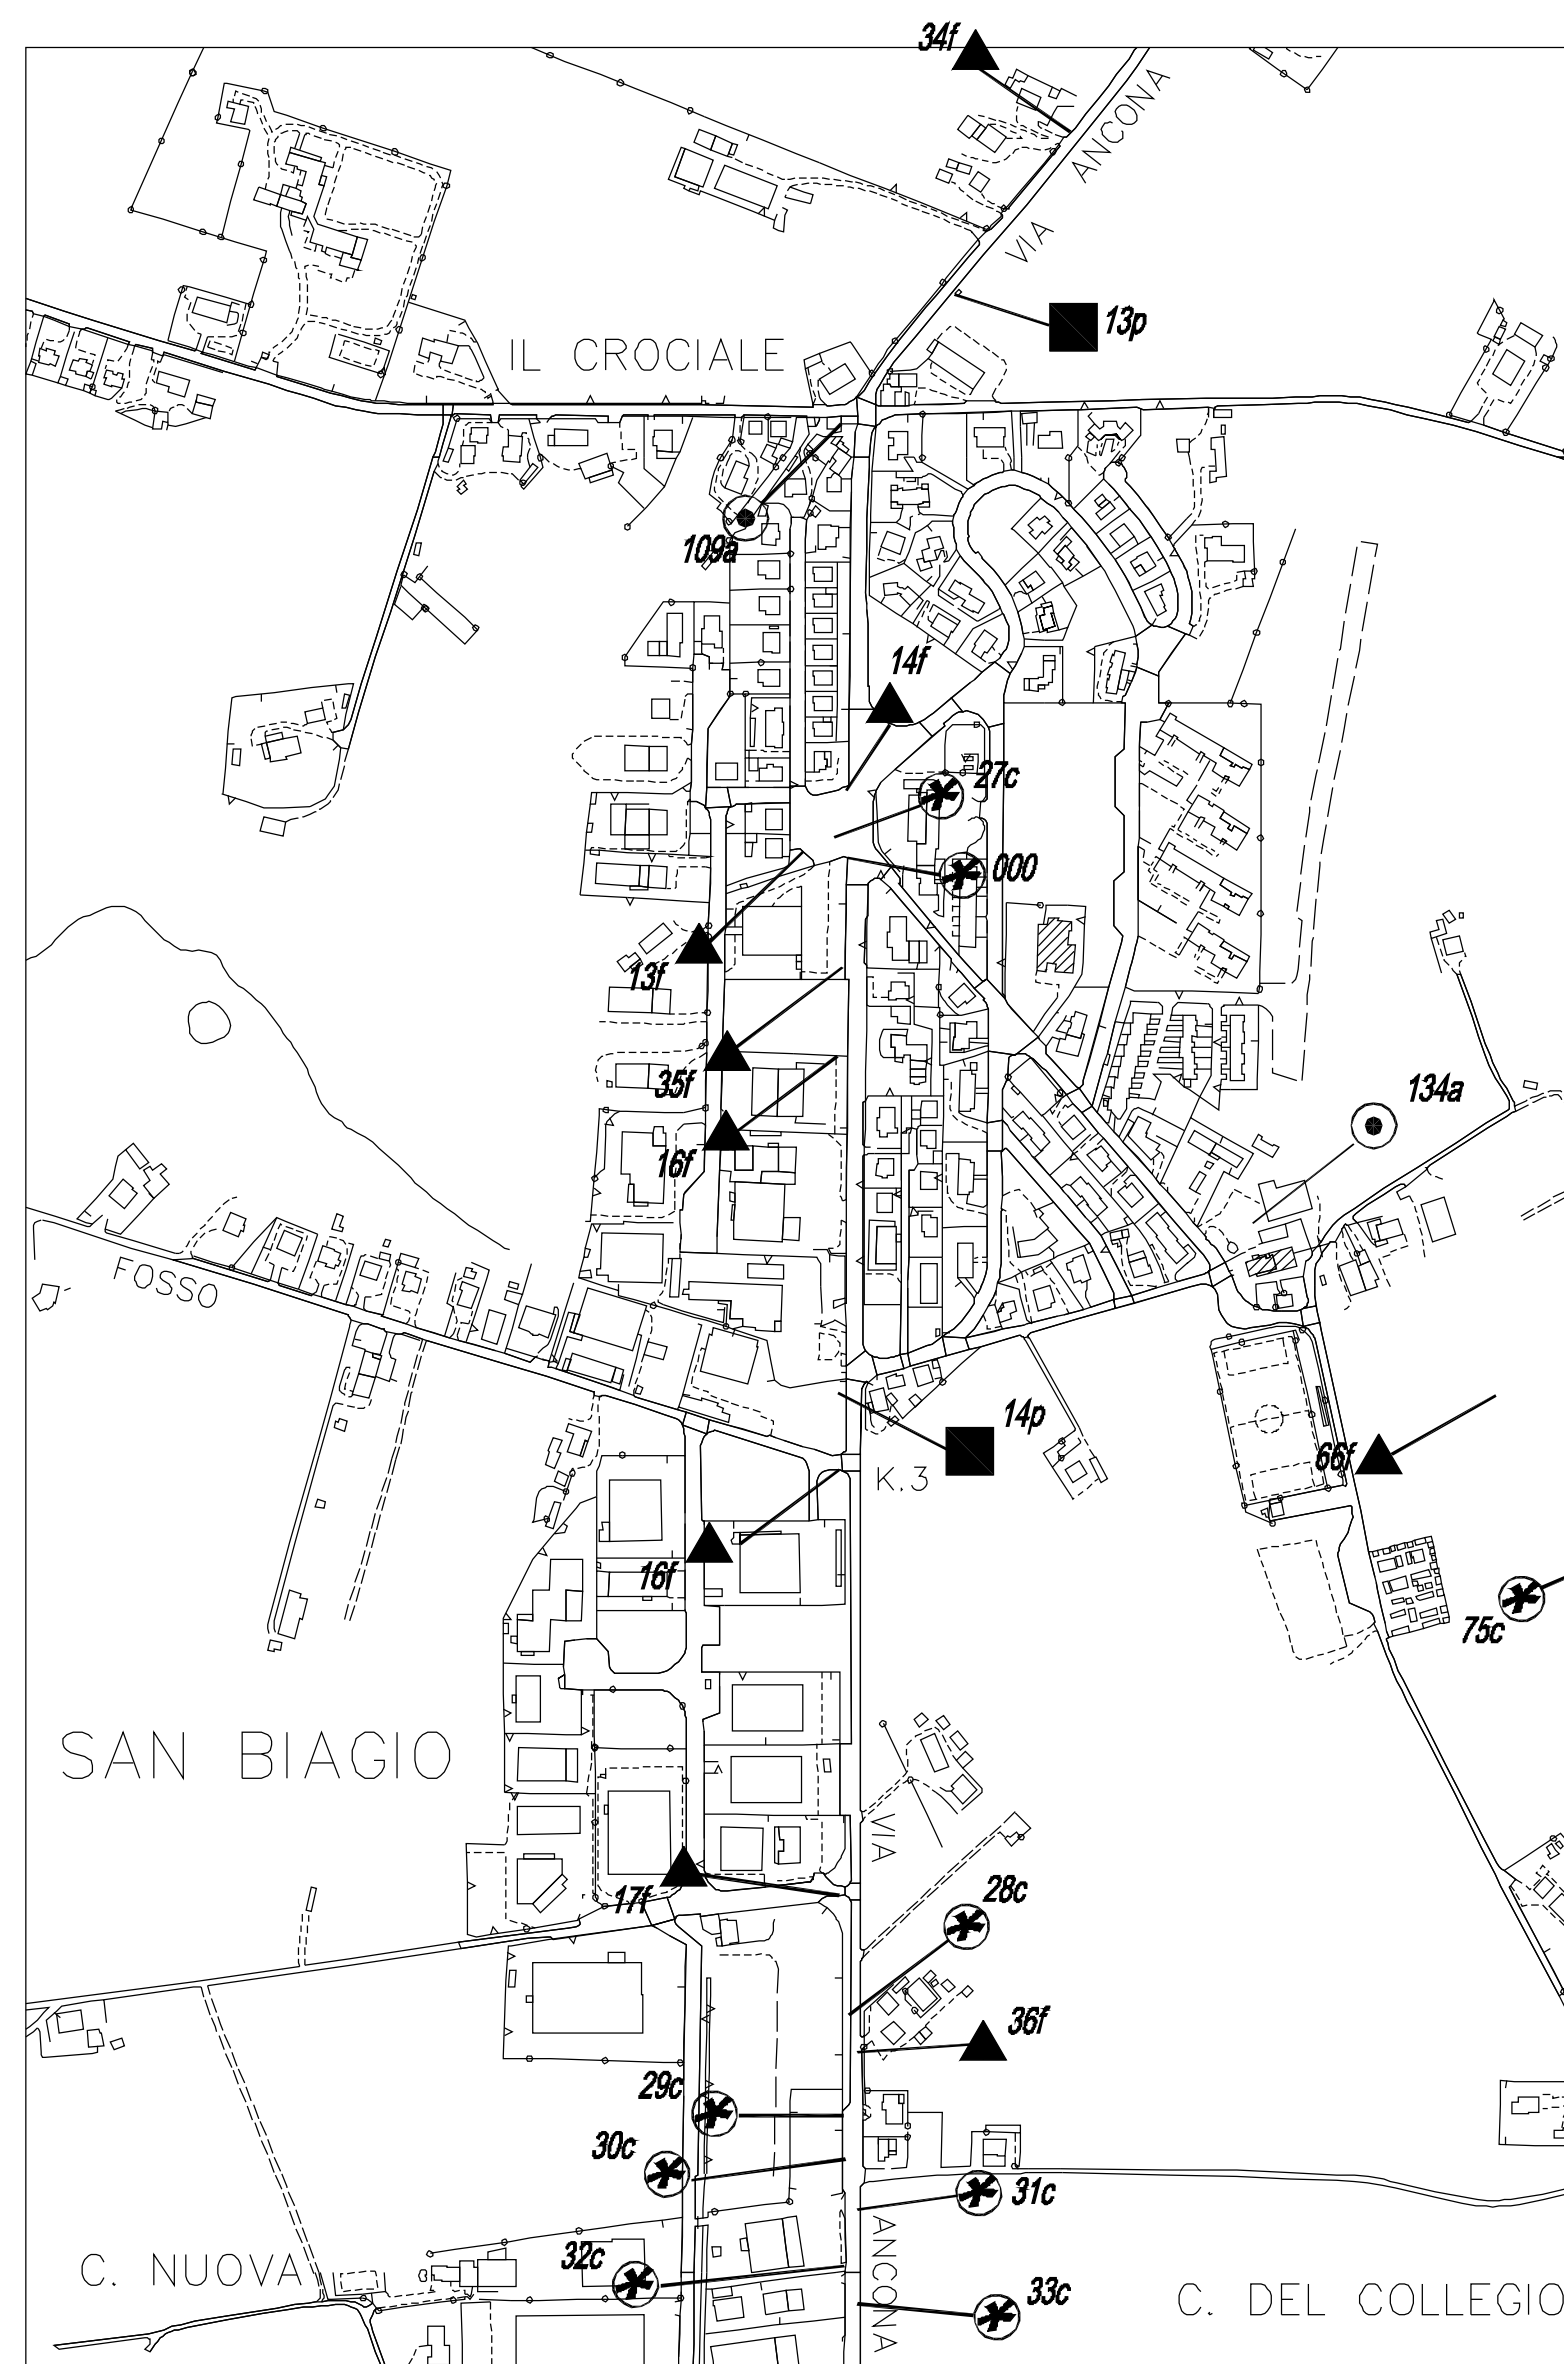 34f
VIA ANCONA
13p
IL CROCIALE
109a
14f
27c
000
13f
35f
134a
16f
FOSSO
14p
66f
K.3
16f
75c
SAN BIAGIO
VIA ANCONA
28c
17f
36f
29c
30c
31c
32c
C. NUOVA
33c
C. DEL COLLEGIO